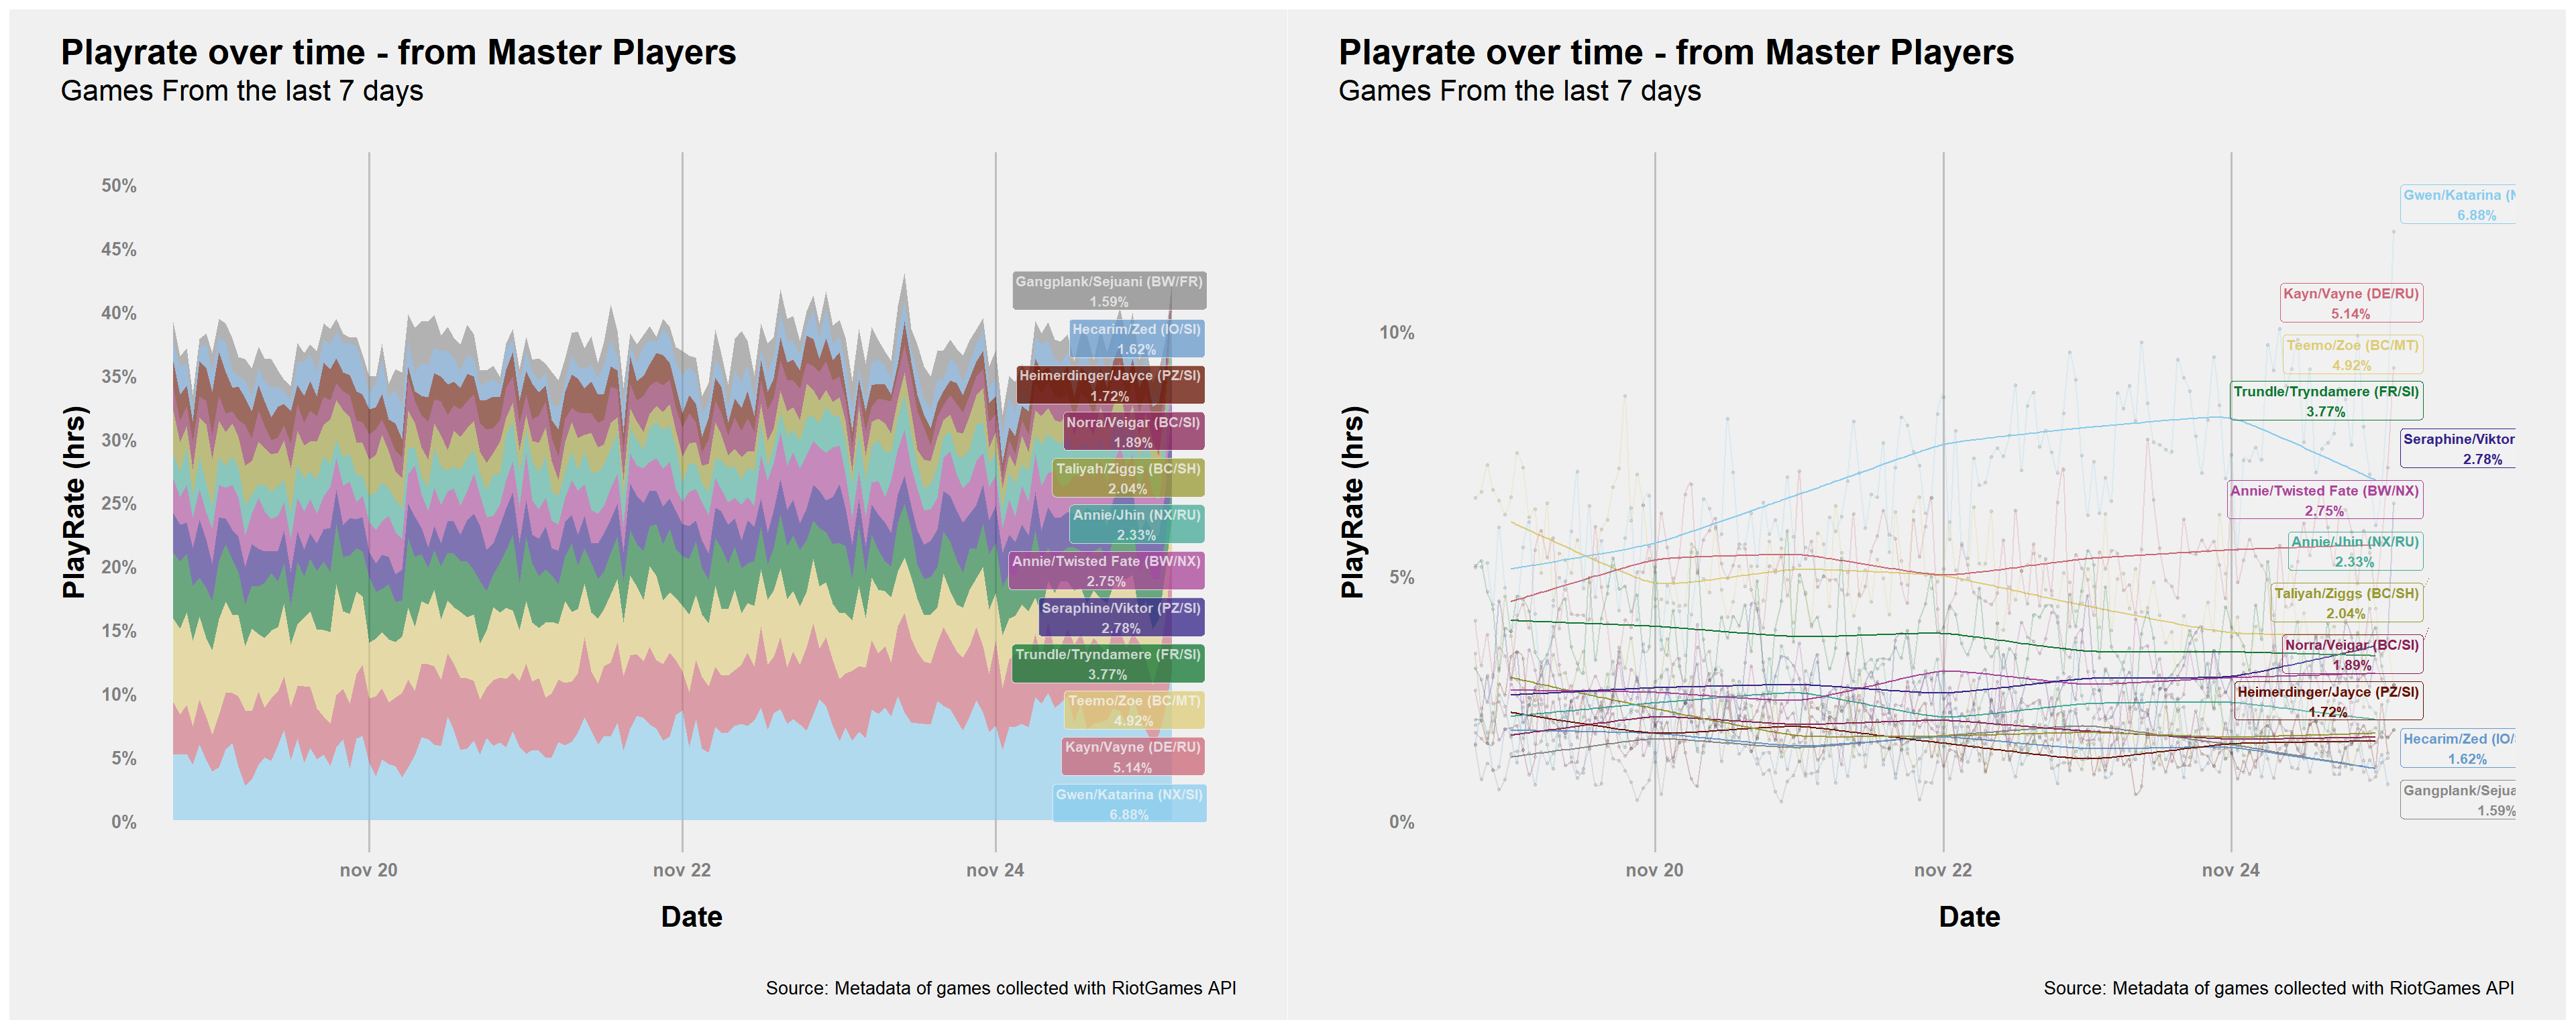 Playrate over time - from Master Players
Games From the last 7 days
PlayRate (hrs)
50%
45%
40%
35%
30%
25%
20%
15%
10%
5%
0%
Gangplank/Sejuani (BW/FR)
1.59%
Hecarim/Zed (IO/SI)
1.62%
Heimerdinger/Jayce (PZ/SI)
1.72%
Norra/Veigar (BC/SI)
1.89%
Taliyah/Ziggs (BC/SH)
2.04%
Annie/Jhin (NX/RU)
2.33%
Annie/Twisted Fate (BW/NX)
2.75%
Seraphine/Viktor (PZ/SI)
2.78%
Trundle/Tryndamere (FR/SI)
3.77%
Teemo/Zoe (BC/MT)
4.92%
Kayn/Vayne (DE/RU)
5.14%
Gwen/Katarina (NX/SI)
6.88%
nov 20
nov 22
nov 24
Date
Source: Metadata of games collected with RiotGames API
Playrate over time - from Master Players
Games From the last 7 days
PlayRate (hrs)
10%
5%
0%
Gwen/Katarina (N
6.88%
Kayn/Vayne (DE/RU)
5.14%
Teemo/Zoe (BC/MT)
4.92%
Trundle/Tryndamere (FR/SI)
3.77%
Seraphine/Viktor
2.78%
Annie/Twisted Fate (BW/NX)
2.75%
Annie/Jhin (NX/RU)
2.33%
Taliyah/Ziggs (BC/SH)
2.04%
Norra/Veigar (BC/SI)
1.89%
Heimerdinger/Jayce (PZ/SI)
1.72%
Hecarim/Zed (IO/
1.62%
Gangplank/Sejua
1.59%
nov 20
nov 22
nov 24
Date
Source: Metadata of games collected with RiotGames API